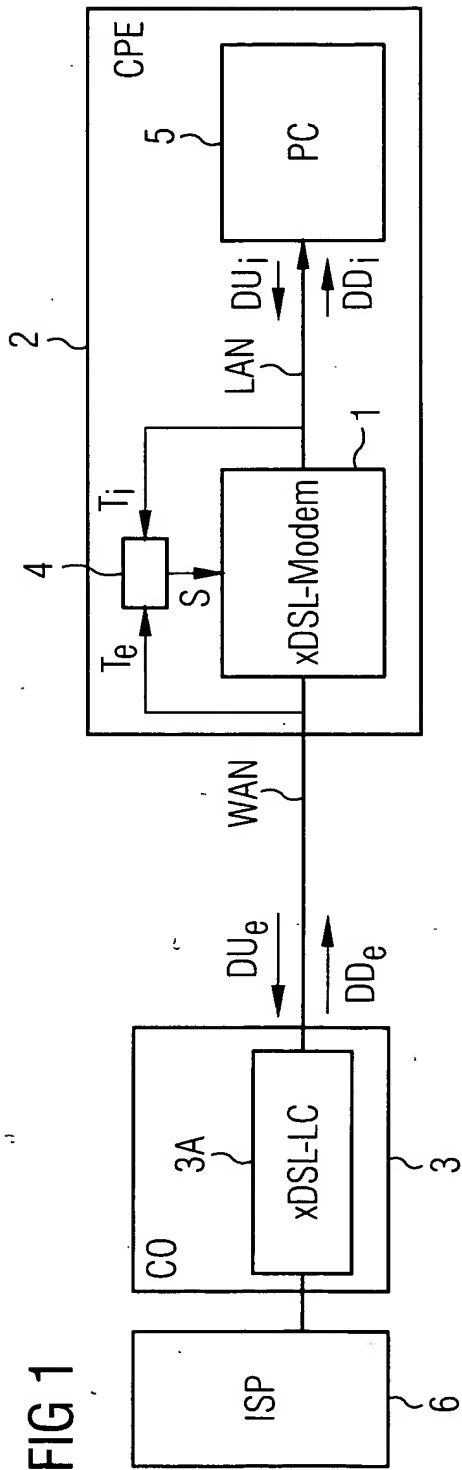 FIG 1
ISP
6
CO
3A
xDSL-LC
3
DUe
DDe
WAN
2
CPE
4
Te
Ti
S
xDSL-Modem
1
LAN
DUi
DDi
5
PC